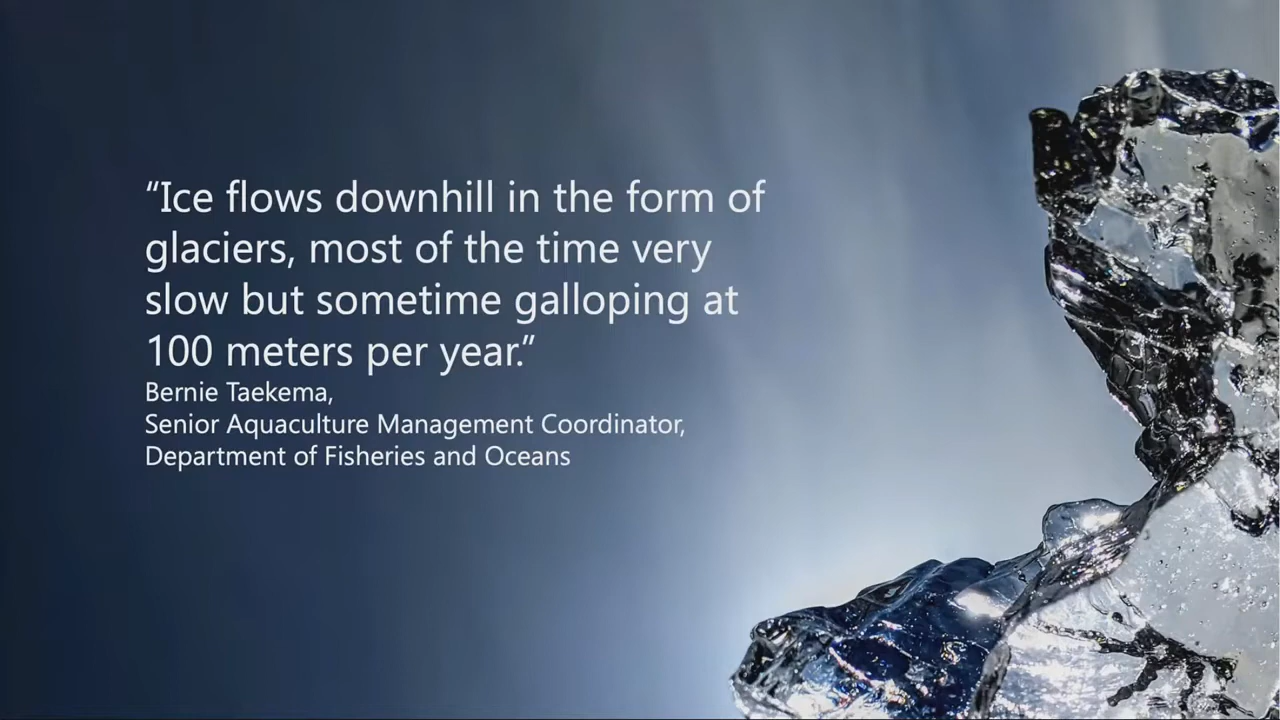 “Ice flows downhill in the form of
glaciers, most of the time very
slow but sometime galloping at
100 meters per year.”
Bernie Taekema,
Senior Aquaculture Management Coordinator,
Department of Fisheries and Oceans